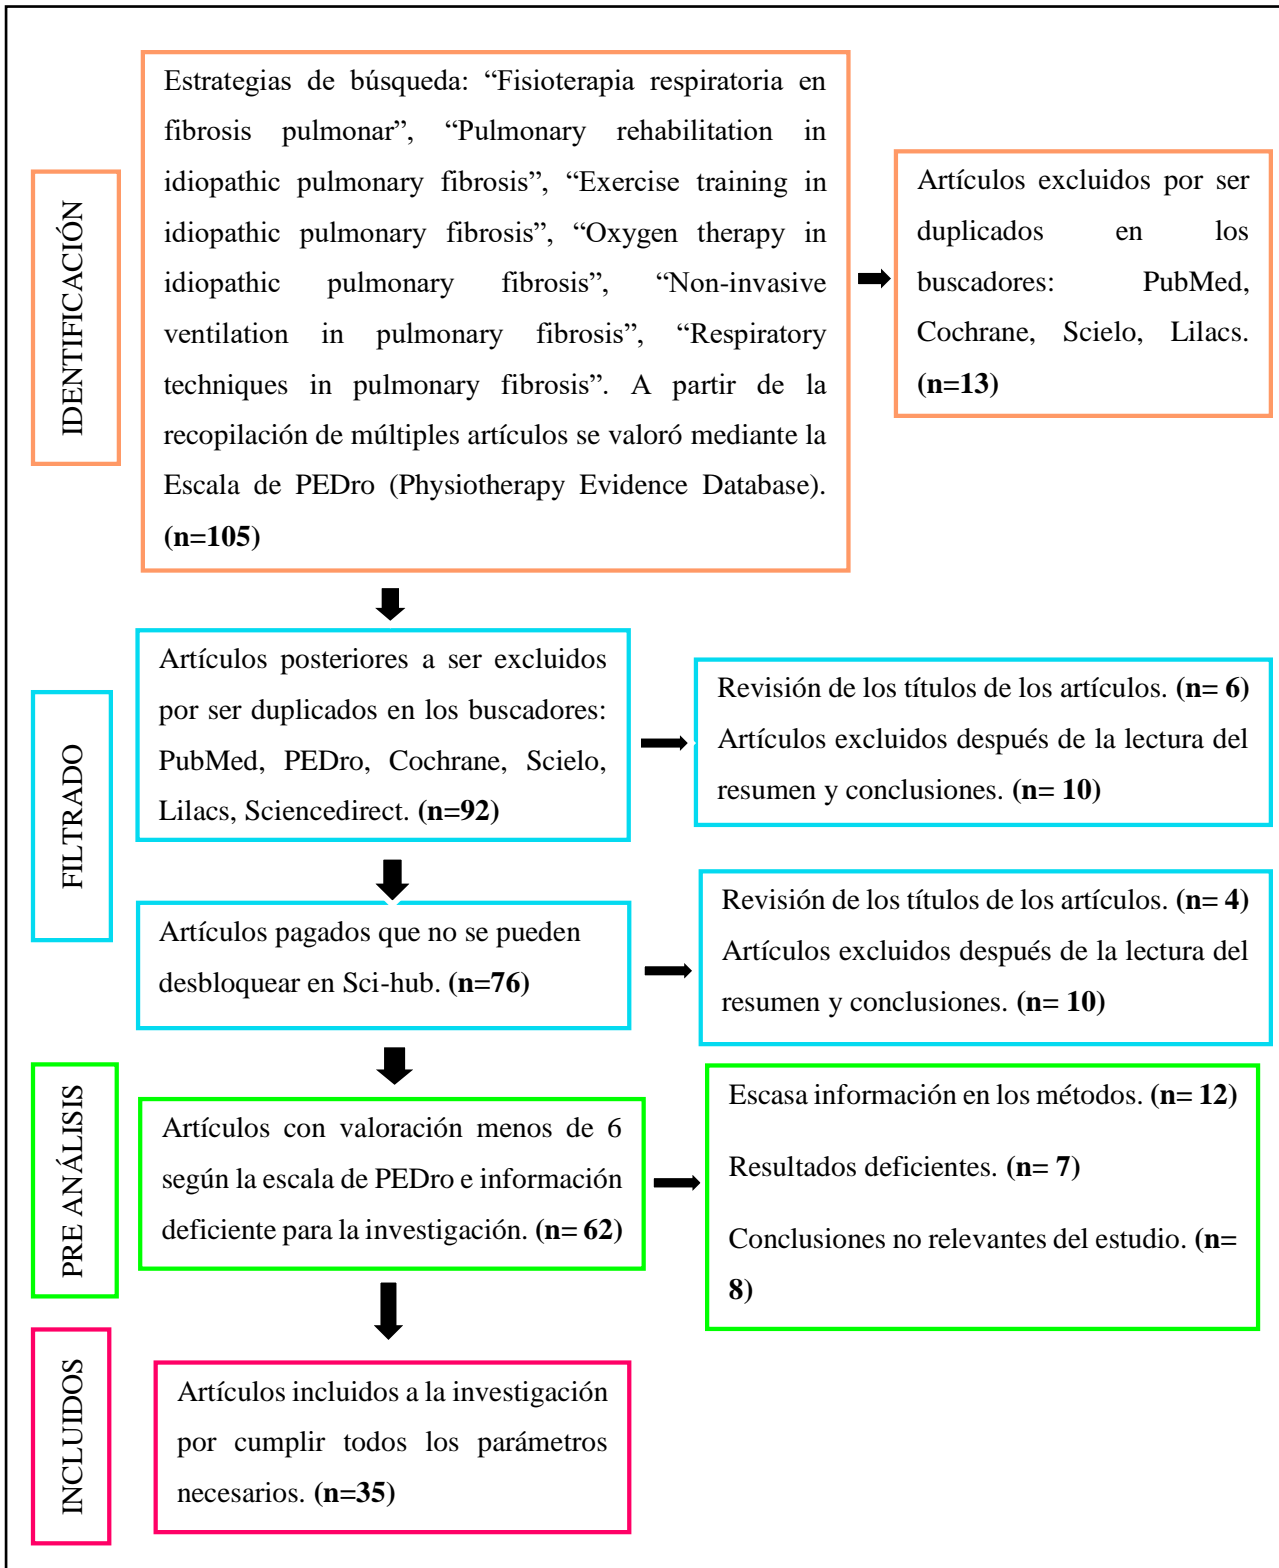 IDENTIFICACIÓN
Estrategias de búsqueda: “Fisioterapia respiratoria en
fibrosis pulmonar”, “Pulmonary rehabilitation in
idiopathic pulmonary fibrosis”, “Exercise training in
idiopathic pulmonary fibrosis”, “Oxygen therapy in
idiopathic pulmonary fibrosis”, “Non-invasive
ventilation in pulmonary fibrosis”, “Respiratory
techniques in pulmonary fibrosis”. A partir de la
recopilación de múltiples artículos se valoró mediante la
Escala de PEDro (Physiotherapy Evidence Database).
(n=105)
Artículos excluidos por ser
duplicados en los
buscadores: PubMed,
Cochrane, Scielo, Lilacs.
(n=13)
FILTRADO
Artículos posteriores a ser excluidos
por ser duplicados en los buscadores:
PubMed, PEDro, Cochrane, Scielo,
Lilacs, Sciencedirect. (n=92)
Revisión de los títulos de los artículos. (n= 6)
Artículos excluidos después de la lectura del
resumen y conclusiones. (n= 10)
Artículos pagados que no se pueden
desbloquear en Sci-hub. (n=76)
Revisión de los títulos de los artículos. (n= 4)
Artículos excluidos después de la lectura del
resumen y conclusiones. (n= 10)
PRE ANÁLISIS
Artículos con valoración menos de 6
según la escala de PEDro e información
deficiente para la investigación. (n= 62)
Escasa información en los métodos. (n= 12)
Resultados deficientes. (n= 7)
Conclusiones no relevantes del estudio. (n=
8)
INCLUIDOS
Artículos incluidos a la investigación
por cumplir todos los parámetros
necesarios. (n=35)